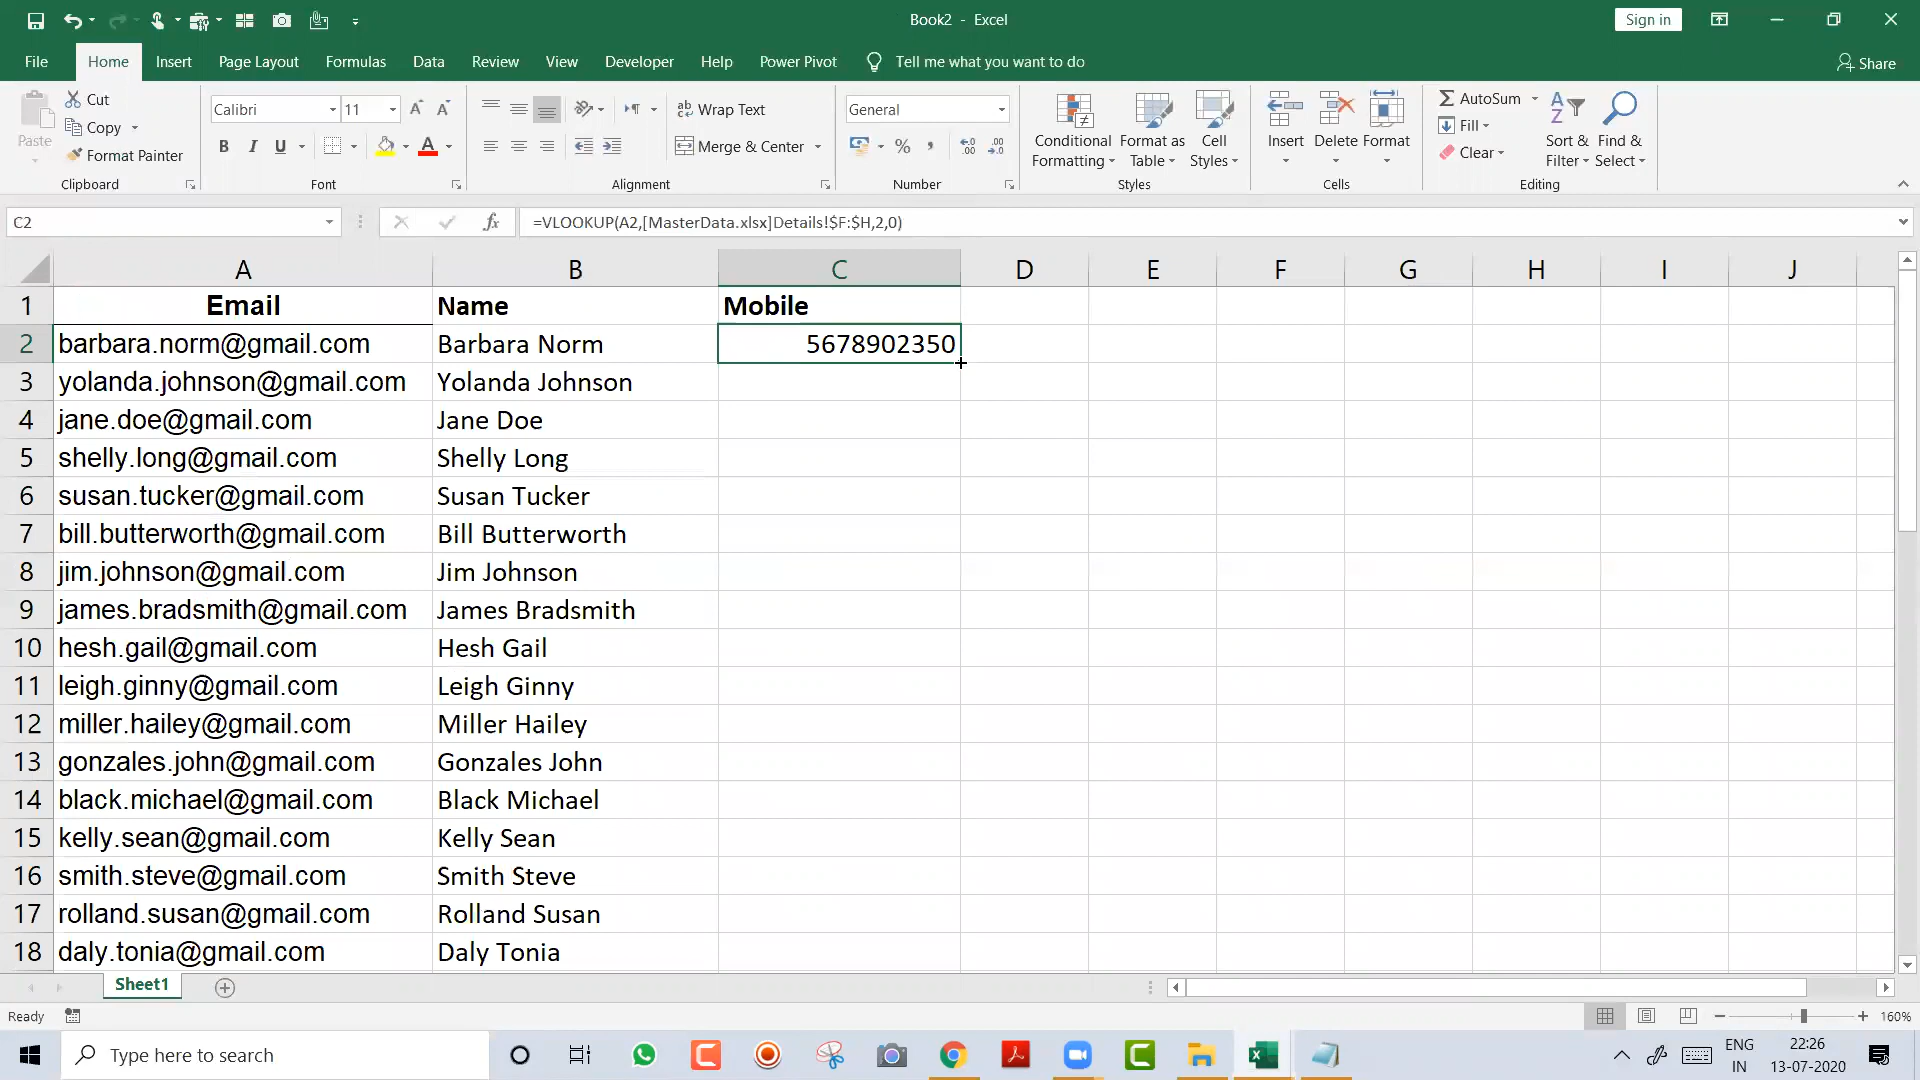 Book2 - Excel
Sign in
File Home Insert Page Layout Formulas Data Review View Developer Help Power Pivot Tell me what you want to do Share
Paste
Cut
Copy
Format Painter
Clipboard
Calibri 11
B I U
Font
Wrap Text
Merge & Center
Alignment
General
Number
Conditional Formatting
Format as Table
Cell Styles
Styles
Insert
Delete
Format
Cells
AutoSum
Fill
Clear
Sort & Filter
Find & Select
Editing
C2 fx =VLOOKUP(A2,[MasterData.xlsx]Details!$F:$H,2,0)
A B C D E F G H I J
1 Email Name Mobile
2 barbara.norm@gmail.com Barbara Norm 5678902350
3 yolanda.johnson@gmail.com Yolanda Johnson
4 jane.doe@gmail.com Jane Doe
5 shelly.long@gmail.com Shelly Long
6 susan.tucker@gmail.com Susan Tucker
7 bill.butterworth@gmail.com Bill Butterworth
8 jim.johnson@gmail.com Jim Johnson
9 james.bradsmith@gmail.com James Bradsmith
10 hesh.gail@gmail.com Hesh Gail
11 leigh.ginny@gmail.com Leigh Ginny
12 miller.hailey@gmail.com Miller Hailey
13 gonzales.john@gmail.com Gonzales John
14 black.michael@gmail.com Black Michael
15 kelly.sean@gmail.com Kelly Sean
16 smith.steve@gmail.com Smith Steve
17 rolland.susan@gmail.com Rolland Susan
18 daly.tonia@gmail.com Daly Tonia
Sheet1
Ready
160%
Type here to search
ENG
IN
22:26
13-07-2020